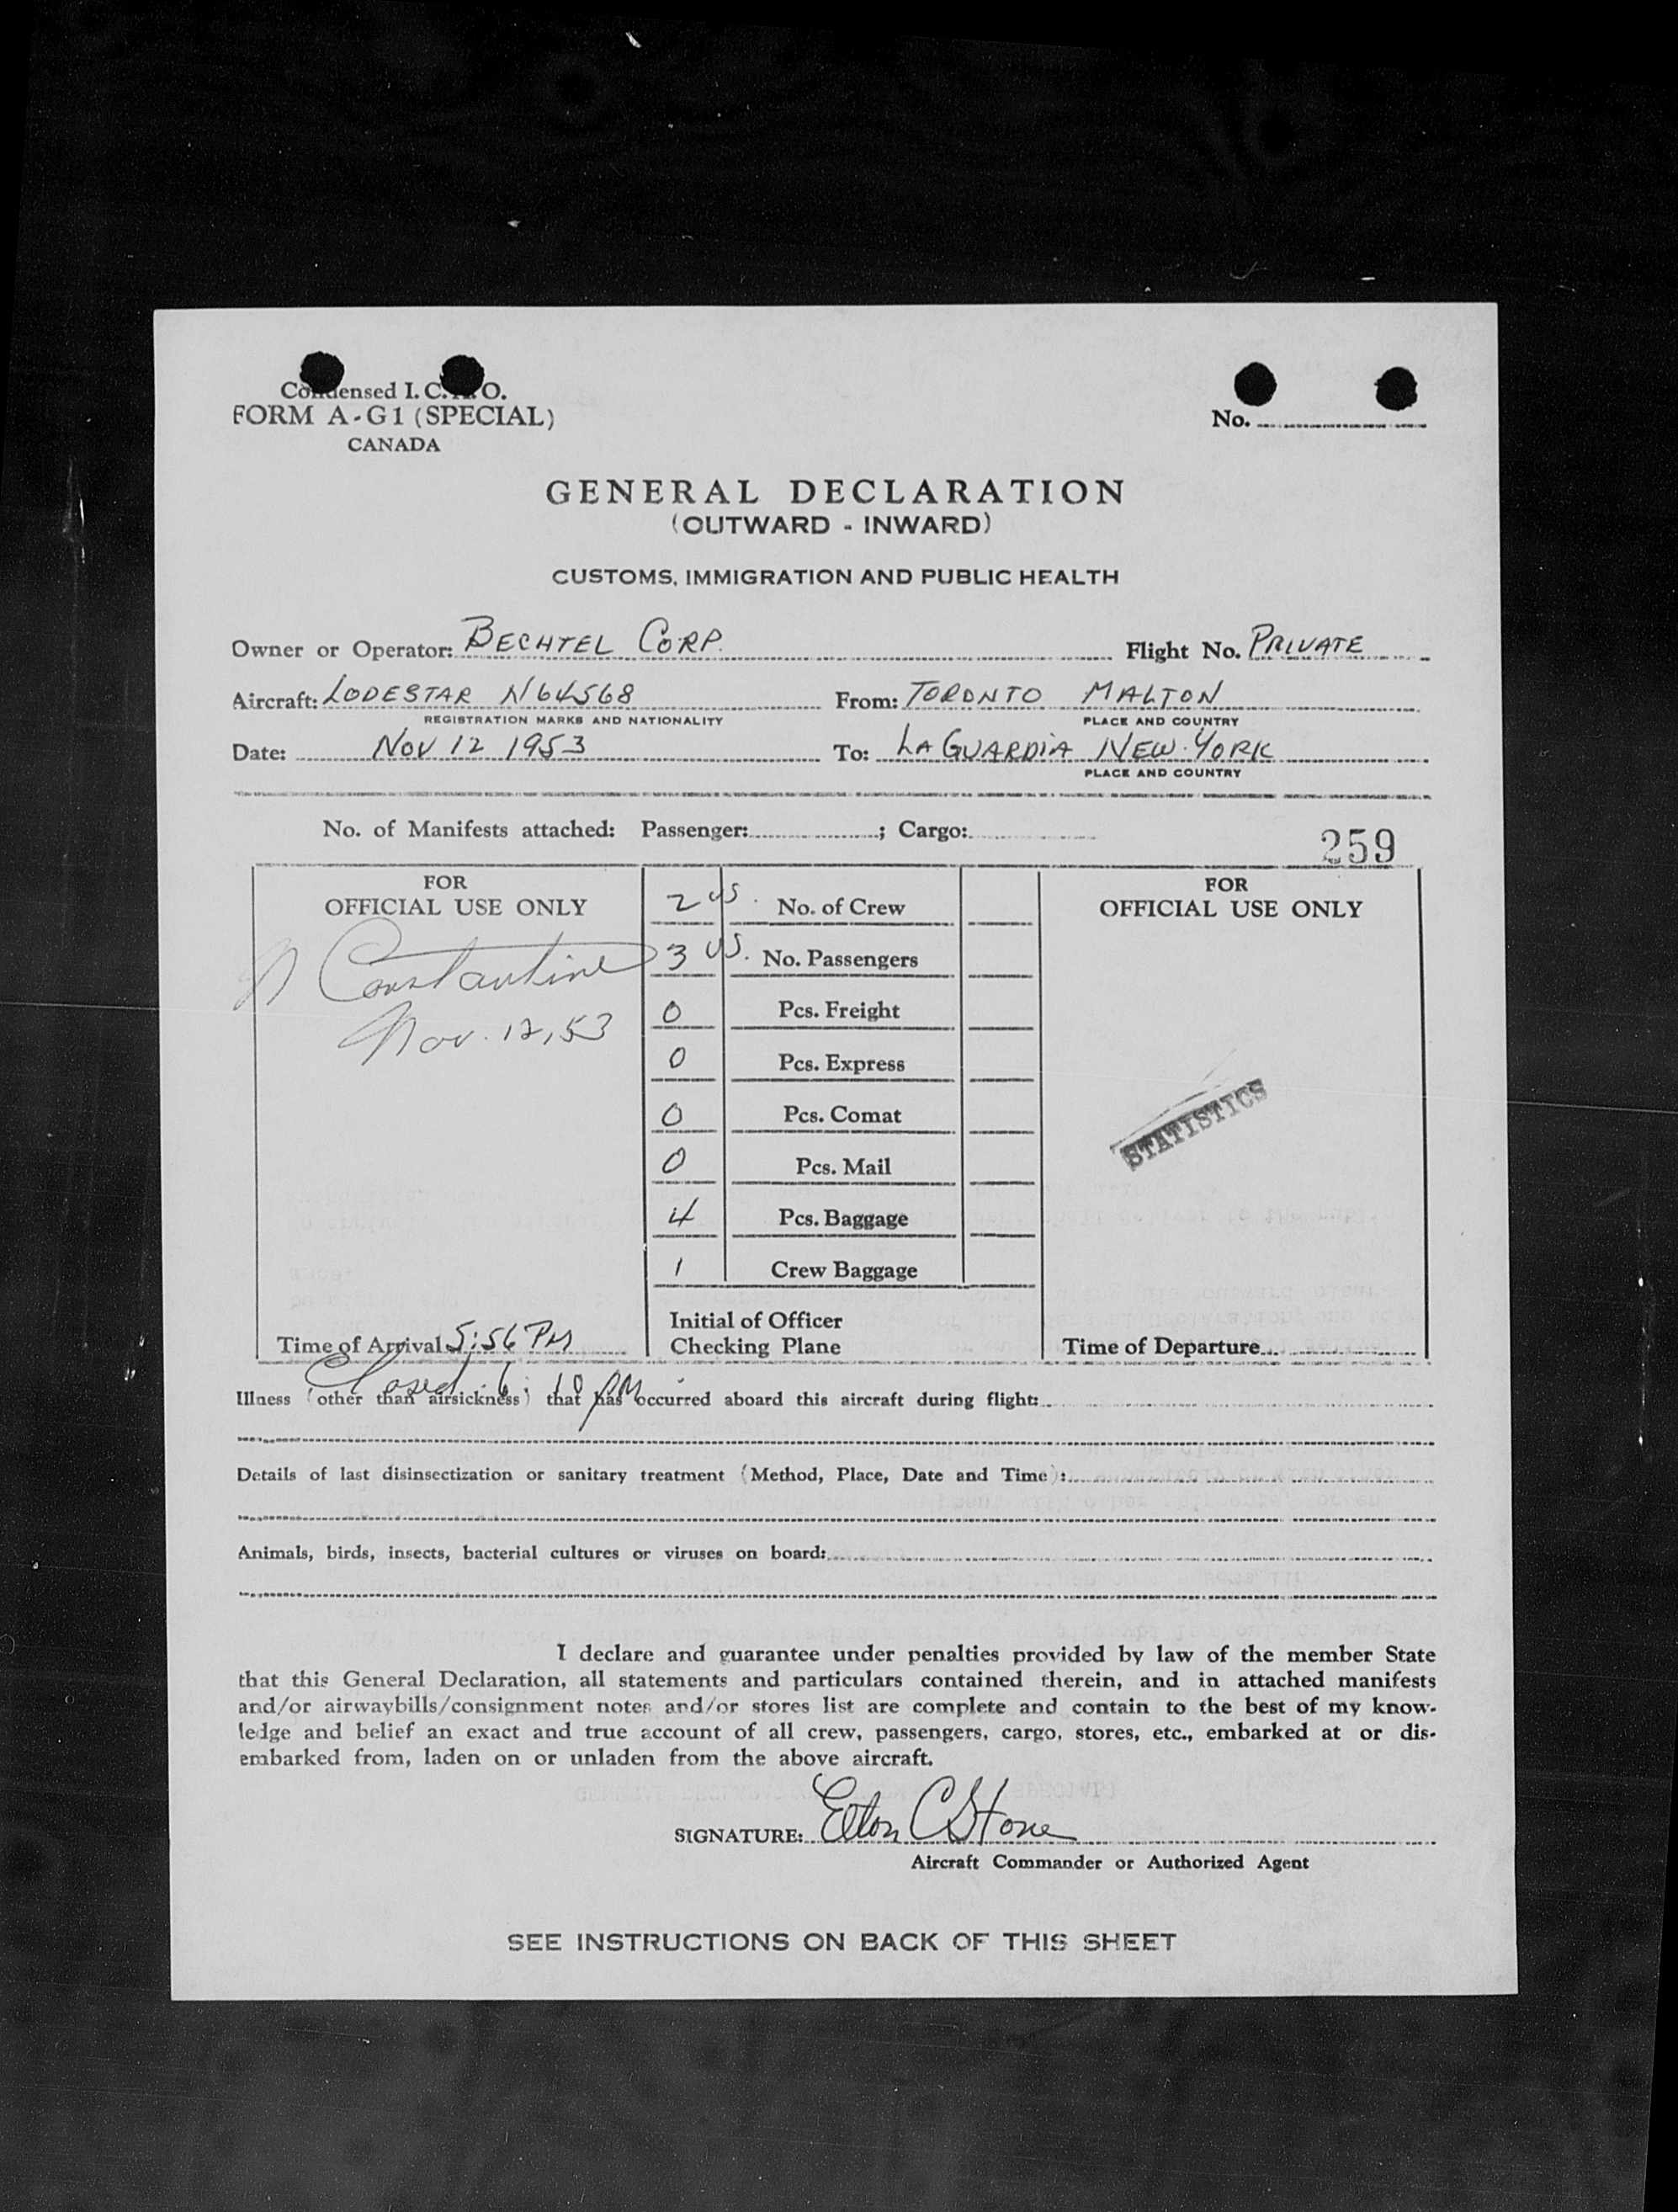 Condensed I. C. A. O.
FORM A-G1 (SPECIAL)
CANADA
No.
GENERAL DECLARATION
(OUTWARD - INWARD)
CUSTOMS, IMMIGRATION AND PUBLIC HEALTH
Owner or Operator: BECHTEL CORP. Flight No. PRIVATE
Aircraft: LODESTAR N64568 From: TORONTO MALTON
REGISTRATION MARKS AND NATIONALITY PLACE AND COUNTRY
Date: NOV 12 1953 To: LA GUARDIA NEW YORK
PLACE AND COUNTRY
No. of Manifests attached: Passenger: ; Cargo:
259
FOR OFFICIAL USE ONLY
Constantine
Nov. 12, 53
2 US. No. of Crew
3 US. No. Passengers
0 Pcs. Freight
0 Pcs. Express
0 Pcs. Comat
0 Pcs. Mail
4 Pcs. Baggage
1 Crew Baggage
FOR OFFICIAL USE ONLY
STATISTICS
Time of Arrival 5:56 PM
Initial of Officer
Checking Plane
Time of Departure
Closed 6:10 PM
Illness (other than airsickness) that has occurred aboard this aircraft during flight:
Details of last disinsectization or sanitary treatment (Method, Place, Date and Time):
Animals, birds, insects, bacterial cultures or viruses on board:
I declare and guarantee under penalties provided by law of the member State
that this General Declaration, all statements and particulars contained therein, and in attached manifests
and/or airwaybills/consignment notes and/or stores list are complete and contain to the best of my know-
ledge and belief an exact and true account of all crew, passengers, cargo, stores, etc., embarked at or dis-
embarked from, laden on or unladen from the above aircraft.
SIGNATURE: Elton C Stone
Aircraft Commander or Authorized Agent
SEE INSTRUCTIONS ON BACK OF THIS SHEET